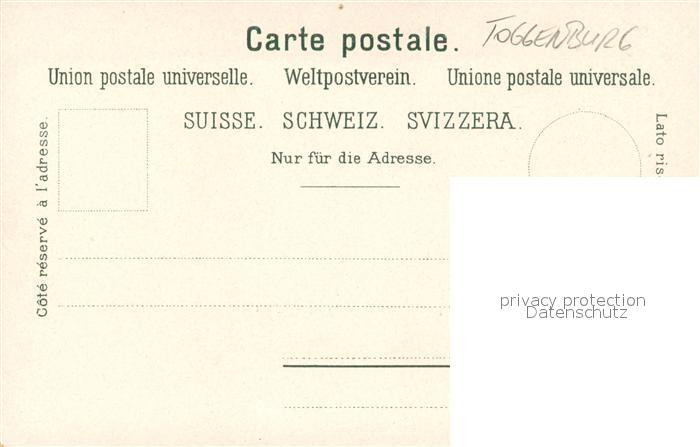 Carte postale. TOGGENBURG
Union postale universelle. Weltpostverein. Unione postale universale.
SUISSE. SCHWEIZ. SVIZZERA.
Nur für die Adresse.
Côté réservé à l'adresse.
Lato ris
privacy protection
Datenschutz